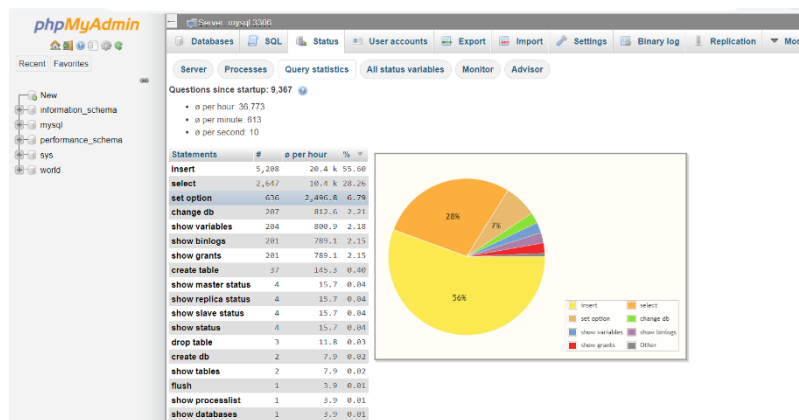 phpMyAdmin
Recent Favorites
New
information_schema
mysql
performance_schema
sys
world
Server: mysql:3306
Databases SQL Status User accounts Export Import Settings Binary log Replication Mor
Server Processes Query statistics All status variables Monitor Advisor
Questions since startup: 9,367
• ø per hour: 36,773
• ø per minute: 613
• ø per second: 10
Statements # ø per hour %
insert 5,208 20.4 k 55.60
select 2,647 10.4 k 28.26
set option 636 2,496.8 6.79
change db 207 812.6 2.21
show variables 204 800.9 2.18
show binlogs 201 789.1 2.15
show grants 201 789.1 2.15
create table 37 145.3 0.40
show master status 4 15.7 0.04
show replica status 4 15.7 0.04
show slave status 4 15.7 0.04
show status 4 15.7 0.04
drop table 3 11.8 0.03
create db 2 7.9 0.02
show tables 2 7.9 0.02
flush 1 3.9 0.01
show processlist 1 3.9 0.01
show databases 1 3.9 0.01
28%
7%
56%
insert select
set option change db
show variables show binlogs
show grants Other